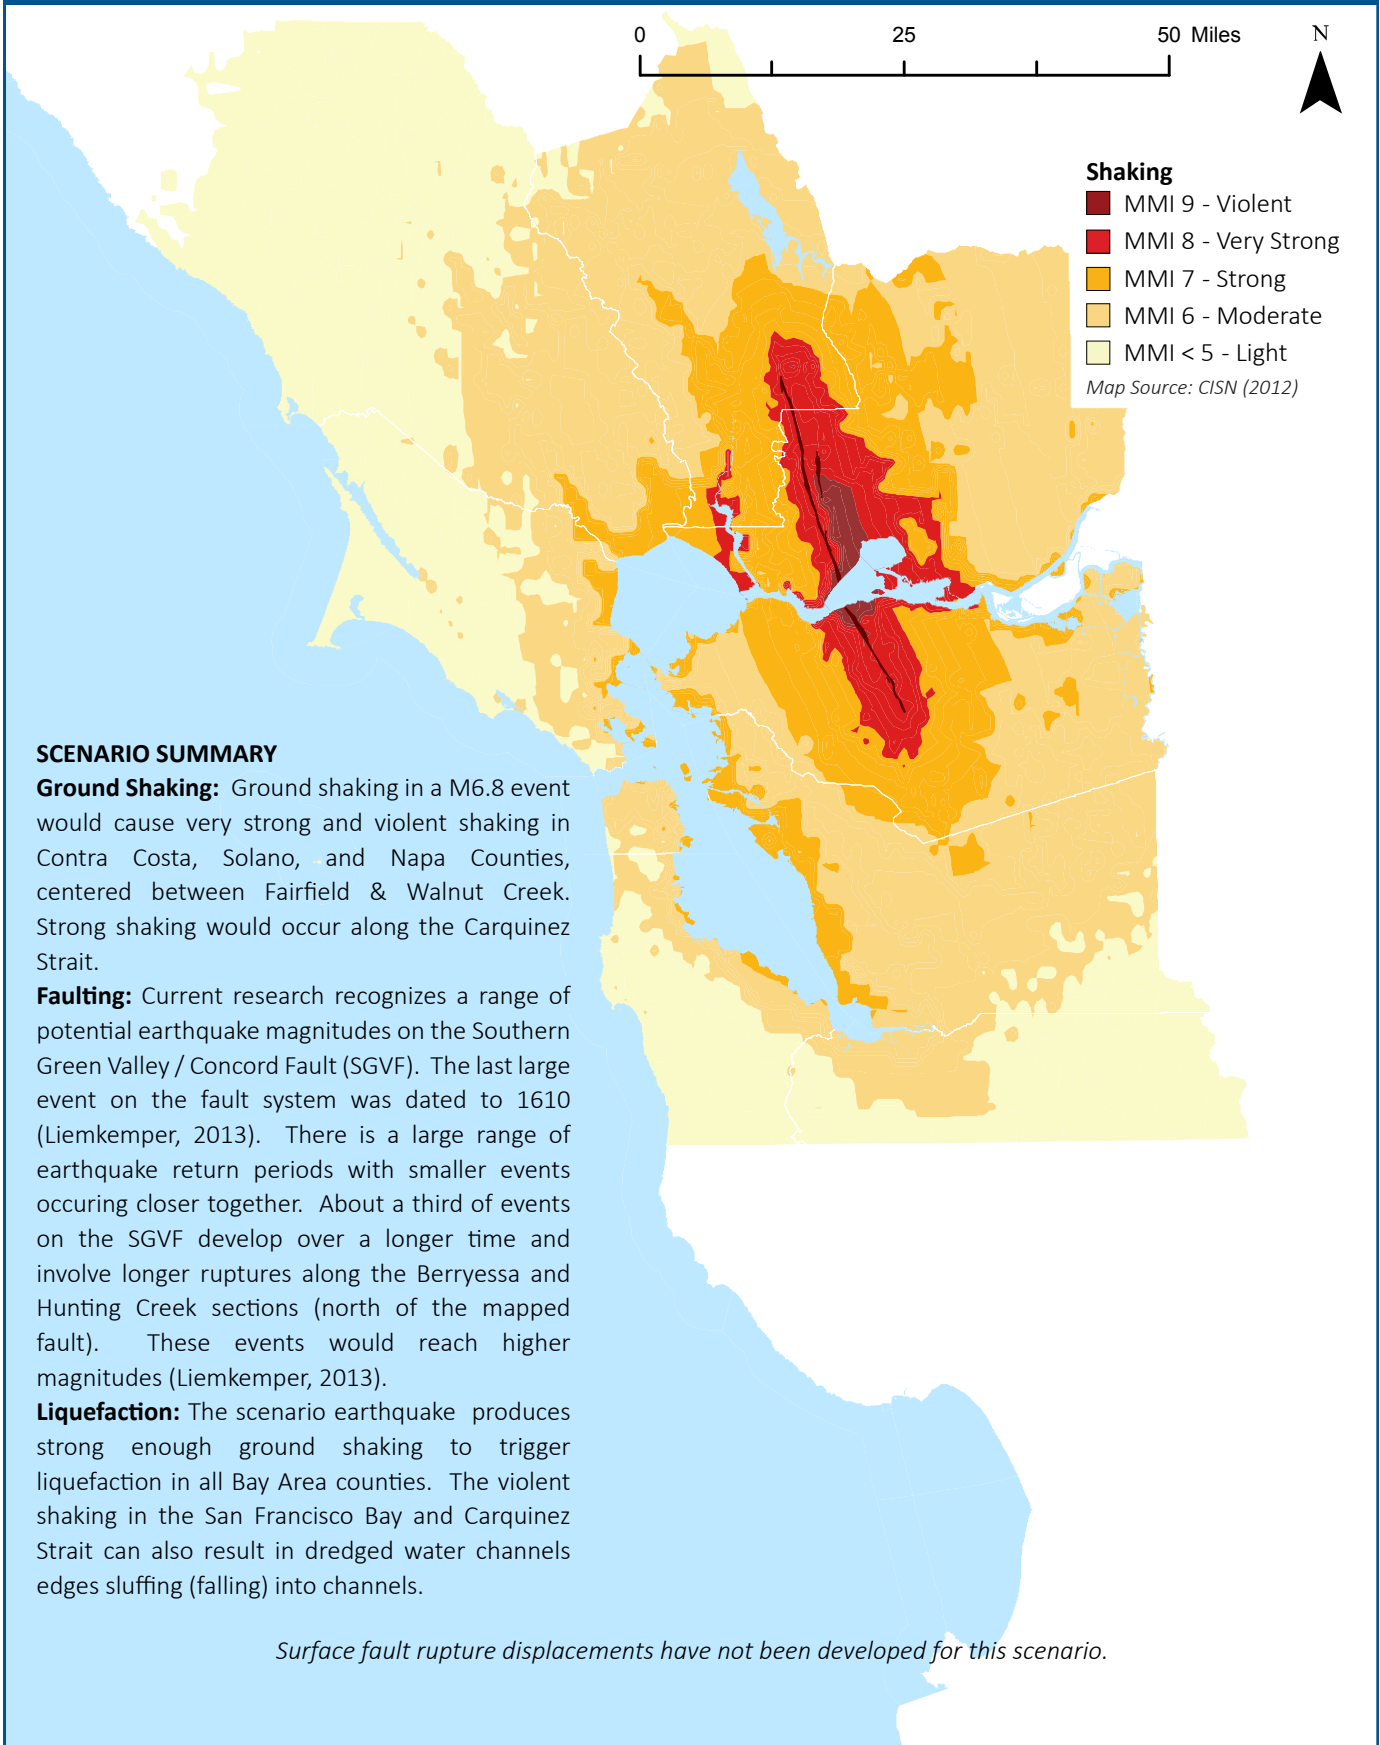 0 25 50 Miles
N
Shaking
MMI 9 - Violent
MMI 8 - Very Strong
MMI 7 - Strong
MMI 6 - Moderate
MMI < 5 - Light
Map Source: CISN (2012)
SCENARIO SUMMARY
Ground Shaking: Ground shaking in a M6.8 event
would cause very strong and violent shaking in
Contra Costa, Solano, and Napa Counties,
centered between Fairfield & Walnut Creek.
Strong shaking would occur along the Carquinez
Strait.
Faulting: Current research recognizes a range of
potential earthquake magnitudes on the Southern
Green Valley / Concord Fault (SGVF). The last large
event on the fault system was dated to 1610
(Liemkemper, 2013). There is a large range of
earthquake return periods with smaller events
occuring closer together. About a third of events
on the SGVF develop over a longer time and
involve longer ruptures along the Berryessa and
Hunting Creek sections (north of the mapped
fault). These events would reach higher
magnitudes (Liemkemper, 2013).
Liquefaction: The scenario earthquake produces
strong enough ground shaking to trigger
liquefaction in all Bay Area counties. The violent
shaking in the San Francisco Bay and Carquinez
Strait can also result in dredged water channels
edges sluffing (falling) into channels.
Surface fault rupture displacements have not been developed for this scenario.